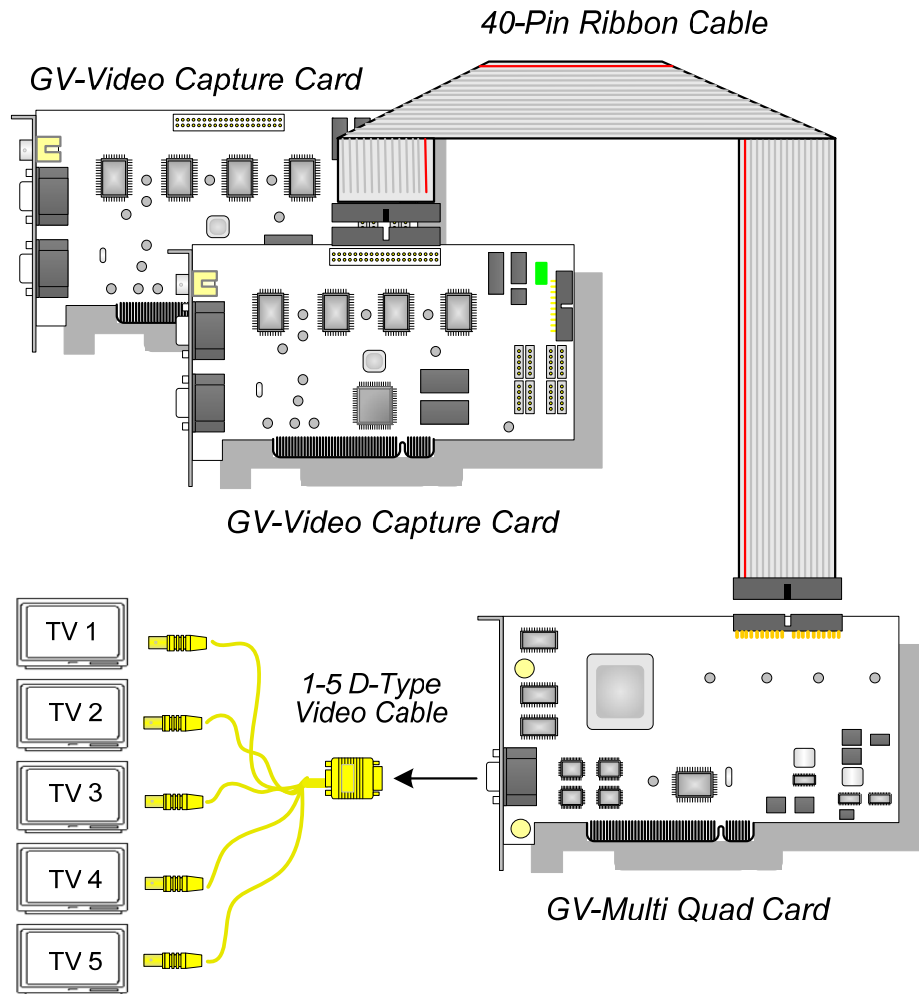 40-Pin Ribbon Cable
GV-Video Capture Card
GV-Video Capture Card
TV 1
TV 2
TV 3
TV 4
TV 5
1-5 D-Type
Video Cable
GV-Multi Quad Card